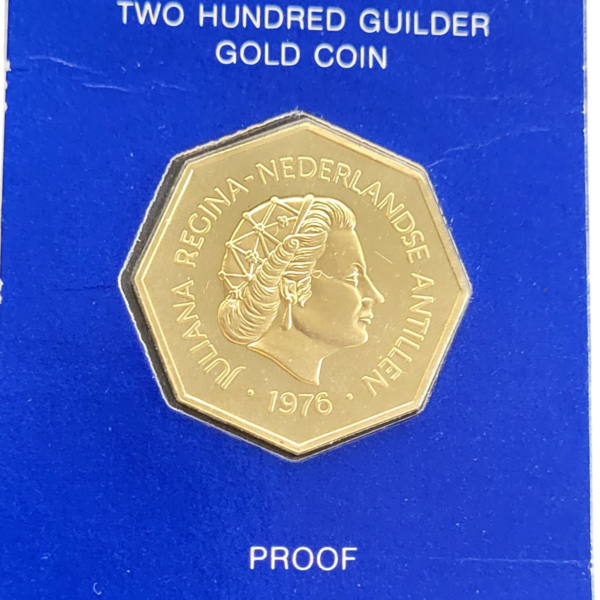 TWO HUNDRED GUILDER
GOLD COIN
JULIANA REGINA-NEDERLANDSE ANTILLEN
· 1976 ·
PROOF